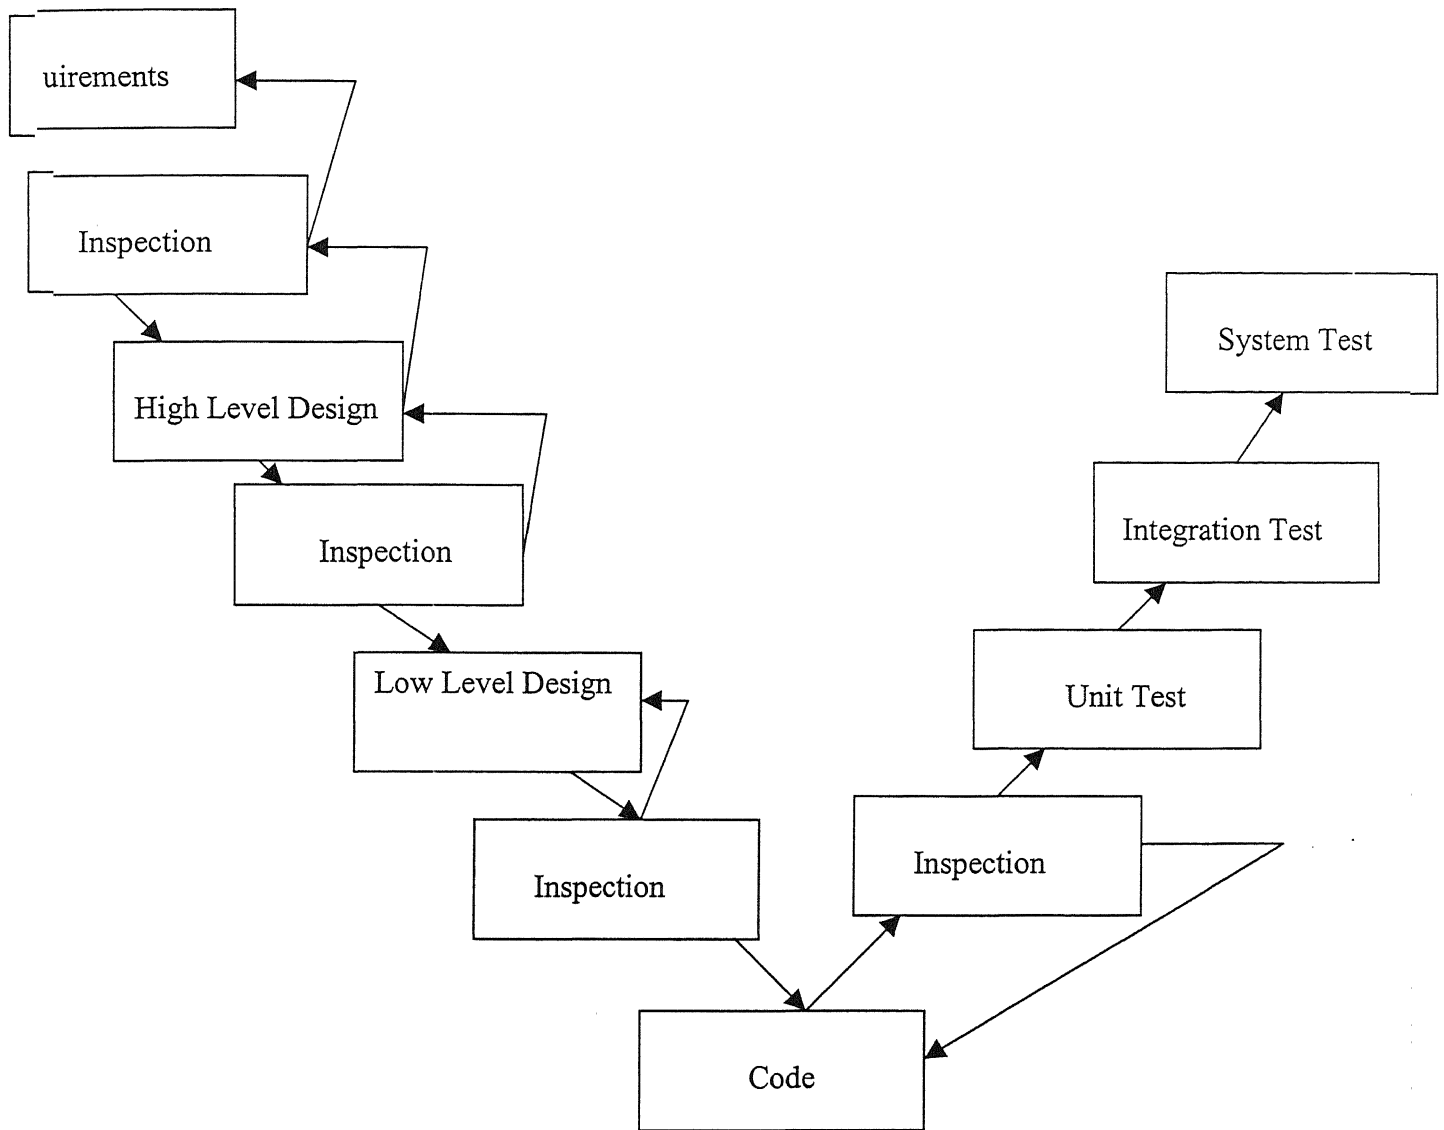 uirements
Inspection
High Level Design
Inspection
Low Level Design
Inspection
Code
Inspection
Unit Test
Integration Test
System Test